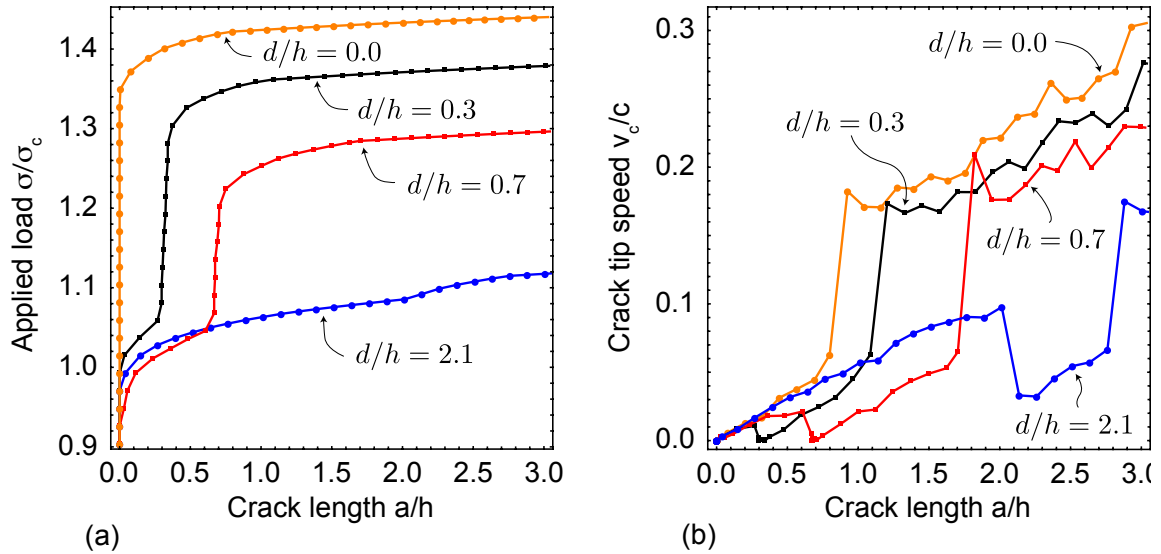 1.4
1.3
1.2
1.1
1.0
0.9
Applied load σ/σ_c
d/h = 0.0
d/h = 0.3
d/h = 0.7
d/h = 2.1
0.0 0.5 1.0 1.5 2.0 2.5 3.0
Crack length a/h
(a)
0.3
0.2
0.1
0.0
Crack tip speed v_c/c
d/h = 0.0
d/h = 0.3
d/h = 0.7
d/h = 2.1
0.0 0.5 1.0 1.5 2.0 2.5 3.0
Crack length a/h
(b)